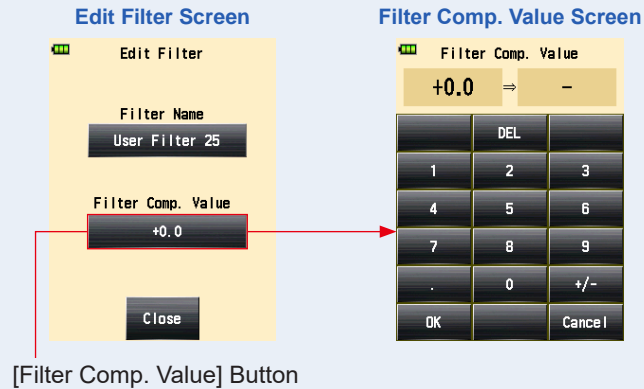 Edit Filter Screen
Filter Comp. Value Screen
Edit Filter
Filter Name
User Filter 25
Filter Comp. Value
+0.0
Close
Filter Comp. Value
+0.0 ⇒ -
DEL
1 2 3
4 5 6
7 8 9
. 0 +/-
OK Cancel
[Filter Comp. Value] Button